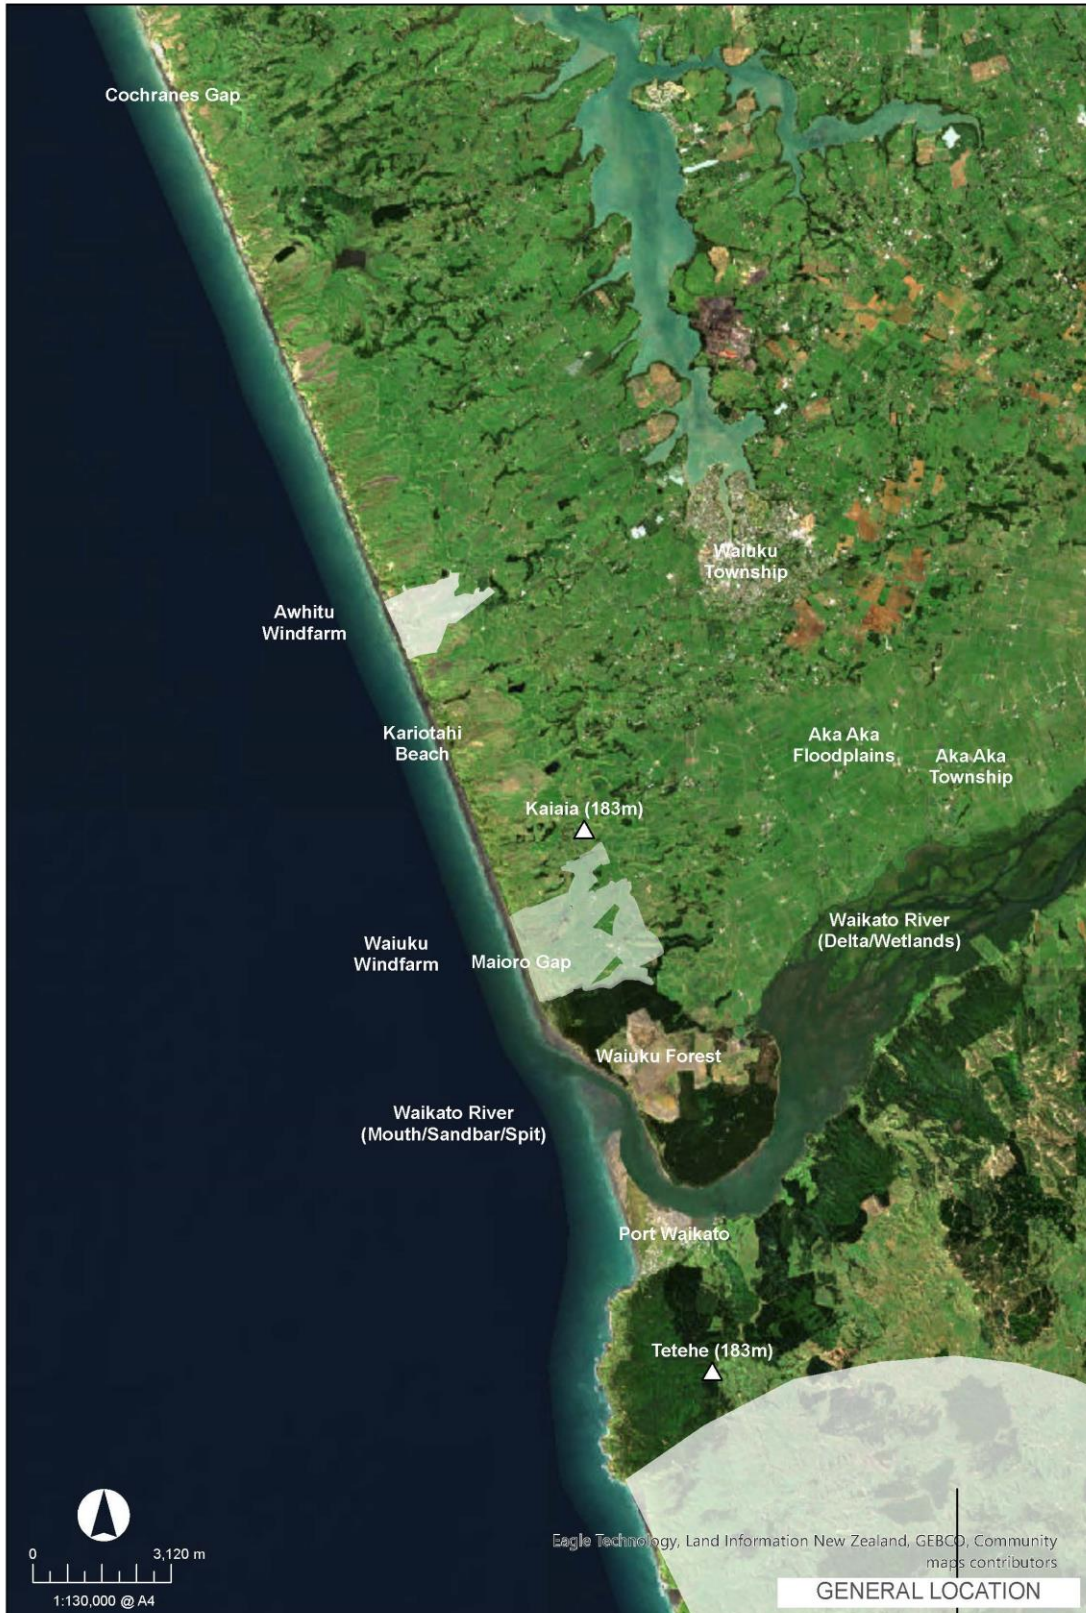 Cochranes Gap
Waiuku
Township
Awhitu
Windfarm
Kariotahi
Beach
Aka Aka
Floodplains
Aka Aka
Township
Kaiaia (183m)
Waikato River
(Delta/Wetlands)
Waiuku
Windfarm
Maioro Gap
Waiuku Forest
Waikato River
(Mouth/Sandbar/Spit)
Port Waikato
Tetehe (183m)
Eagle Technology, Land Information New Zealand, GEBCO, Community
maps contributors
0 3,120 m
1:130,000 @ A4
GENERAL LOCATION